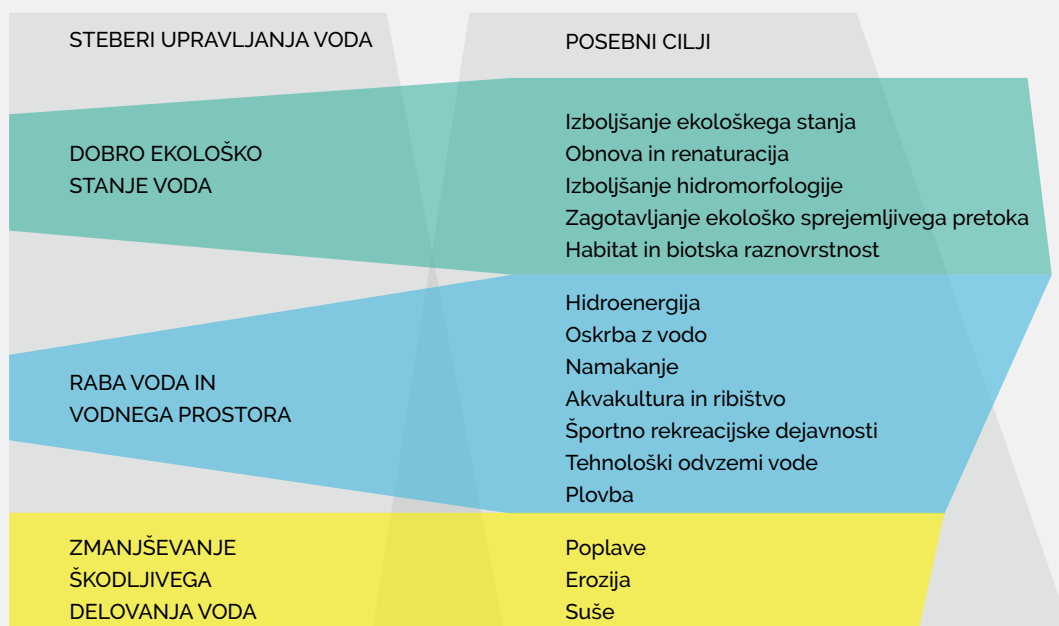 STEBERI UPRAVLJANJA VODA
POSEBNI CILJI
DOBRO EKOLOŠKO
STANJE VODA
Izboljšanje ekološkega stanja
Obnova in renaturacija
Izboljšanje hidromorfologije
Zagotavljanje ekološko sprejemljivega pretoka
Habitat in biotska raznovrstnost
RABA VODA IN
VODNEGA PROSTORA
Hidroenergija
Oskrba z vodo
Namakanje
Akvakultura in ribištvo
Športno rekreacijske dejavnosti
Tehnološki odvzemi vode
Plovba
ZMANJŠEVANJE
ŠKODLJIVEGA
DELOVANJA VODA
Poplave
Erozija
Suše